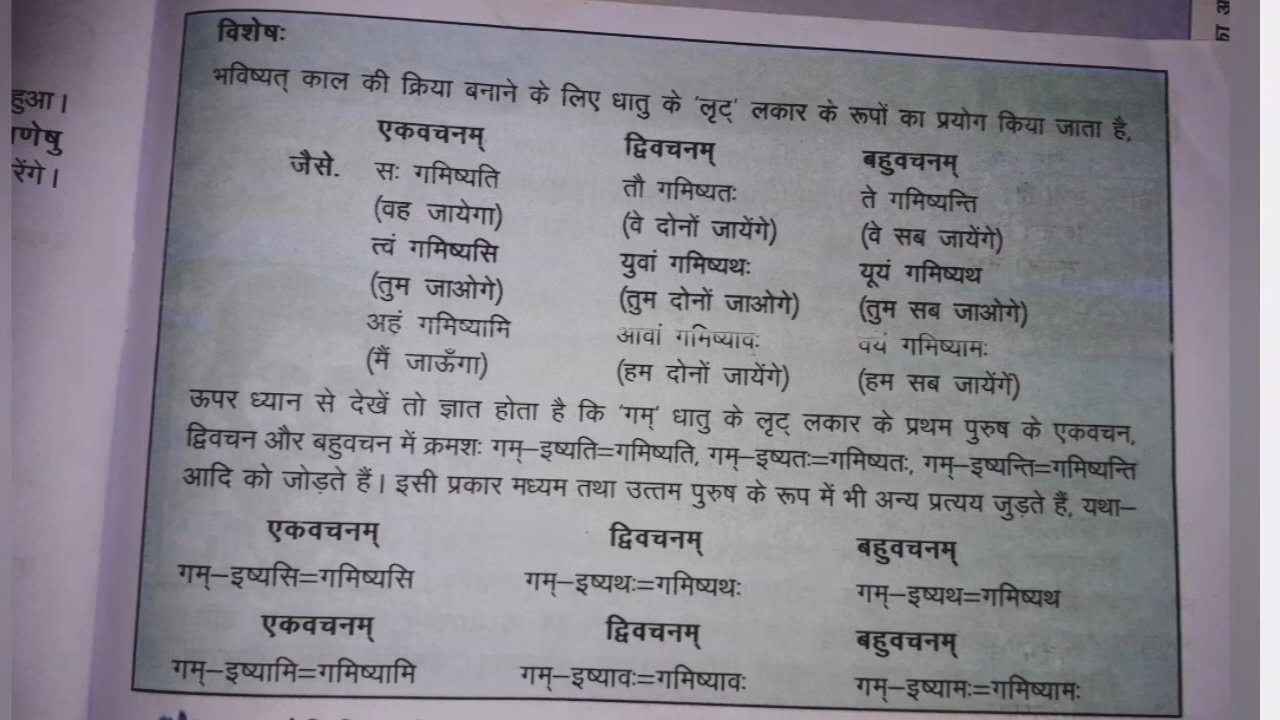 विशेषः
भविष्यत् काल की क्रिया बनाने के लिए धातु के 'लृट्' लकार के रूपों का प्रयोग किया जाता है,
एकवचनम् द्विवचनम् बहुवचनम्
जैसे. सः गमिष्यति तौ गमिष्यतः ते गमिष्यन्ति
(वह जायेगा) (वे दोनों जायेंगे) (वे सब जायेंगे)
त्वं गमिष्यसि युवां गमिष्यथः यूयं गमिष्यथ
(तुम जाओगे) (तुम दोनों जाओगे) (तुम सब जाओगे)
अहं गमिष्यामि आवां गमिष्यावः वयं गमिष्यामः
(मैं जाऊँगा) (हम दोनों जायेंगे) (हम सब जायेंगें)
ऊपर ध्यान से देखें तो ज्ञात होता है कि 'गम्' धातु के लृट् लकार के प्रथम पुरुष के एकवचन,
द्विवचन और बहुवचन में क्रमशः गम्–इष्यति=गमिष्यति, गम्–इष्यतः=गमिष्यतः, गम्–इष्यन्ति=गमिष्यन्ति
आदि को जोड़ते हैं। इसी प्रकार मध्यम तथा उत्तम पुरुष के रूप में भी अन्य प्रत्यय जुड़ते हैं, यथा–
एकवचनम् द्विवचनम् बहुवचनम्
गम्–इष्यसि=गमिष्यसि गम्–इष्यथः=गमिष्यथः गम्–इष्यथ=गमिष्यथ
एकवचनम् द्विवचनम् बहुवचनम्
गम्–इष्यामि=गमिष्यामि गम्–इष्यावः=गमिष्यावः गम्–इष्यामः=गमिष्यामः
हुआ।